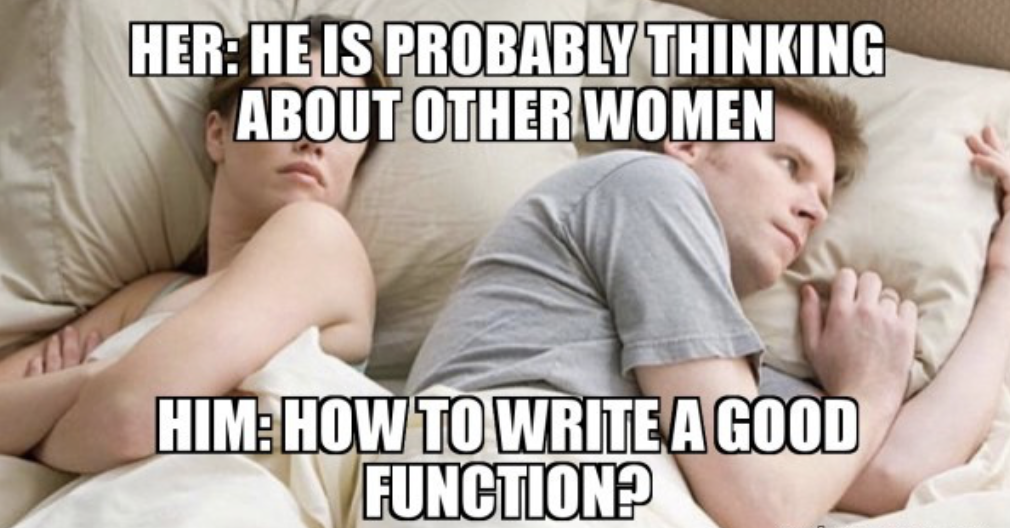 HER: HE IS PROBABLY THINKING
ABOUT OTHER WOMEN
HIM: HOW TO WRITE A GOOD
FUNCTION?